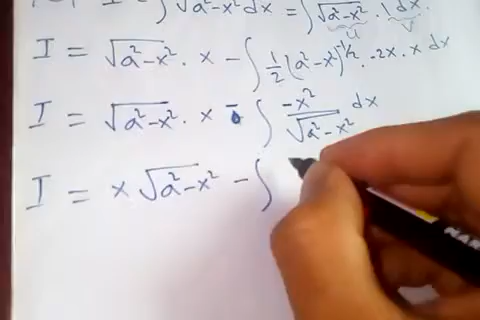 I = ∫ √a²-x² dx = ∫ √a²-x² . 1 dx.
u v
I = √a²-x² . x - ∫ 1/2 (a²-x²)^-1/2 . -2x . x dx
I = √a²-x² . x - ∫ -x²/√a²-x² dx
I = x √a²-x² - ∫
MAR